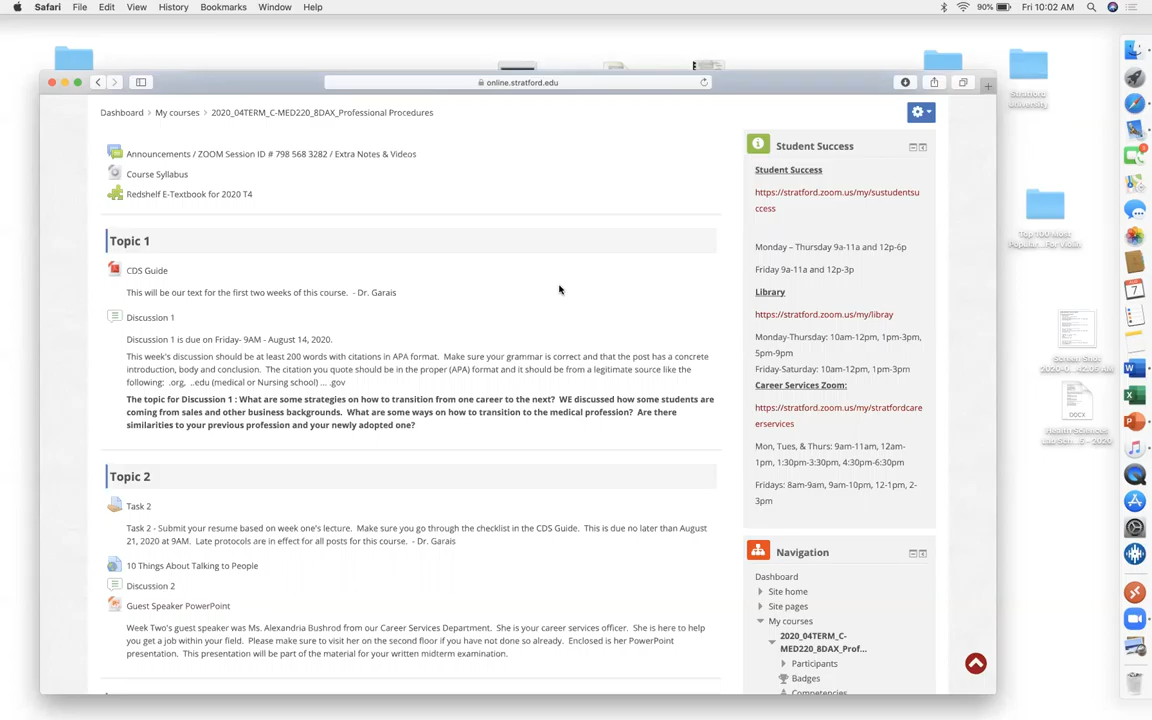 Safari File Edit View History Bookmarks Window Help 90% Fri 10:02 AM
online.stratford.edu
Dashboard > My courses > 2020_04TERM_C-MED220_8DAX_Professional Procedures
Announcements / ZOOM Session ID # 798 568 3282 / Extra Notes & Videos
Course Syllabus
Redshelf E-Textbook for 2020 T4
Topic 1
CDS Guide
This will be our text for the first two weeks of this course. - Dr. Garais
Discussion 1
Discussion 1 is due on Friday- 9AM - August 14, 2020.
This week's discussion should be at least 200 words with citations in APA format. Make sure your grammar is correct and that the post has a concrete
introduction, body and conclusion. The citation you quote should be in the proper (APA) format and it should be from a legitimate source like the
following: .org, ..edu (medical or Nursing school) ... .gov
The topic for Discussion 1 : What are some strategies on how to transition from one career to the next? WE discussed how some students are
coming from sales and other business backgrounds. What are some ways on how to transition to the medical profession? Are there
similarities to your previous profession and your newly adopted one?
Topic 2
Task 2
Task 2 - Submit your resume based on week one's lecture. Make sure you go through the checklist in the CDS Guide. This is due no later than August
21, 2020 at 9AM. Late protocols are in effect for all posts for this course. - Dr. Garais
10 Things About Talking to People
Discussion 2
Guest Speaker PowerPoint
Week Two's guest speaker was Ms. Alexandria Bushrod from our Career Services Department. She is your career services officer. She is here to help
you get a job within your field. Please make sure to visit her on the second floor if you have not done so already. Enclosed is her PowerPoint
presentation. This presentation will be part of the material for your written midterm examination.
Student Success
Student Success
https://stratford.zoom.us/my/sustudentsu
ccess
Monday – Thursday 9a-11a and 12p-6p
Friday 9a-11a and 12p-3p
Library
https://stratford.zoom.us/my/libray
Monday-Thursday: 10am-12pm, 1pm-3pm,
5pm-9pm
Friday-Saturday: 10am-12pm, 1pm-3pm
Career Services Zoom:
https://stratford.zoom.us/my/stratfordcare
erservices
Mon, Tues, & Thurs: 9am-11am, 12am-
1pm, 1:30pm-3:30pm, 4:30pm-6:30pm
Fridays: 8am-9am, 9am-10pm, 12-1pm, 2-
3pm
Navigation
Dashboard
Site home
Site pages
My courses
2020_04TERM_C-
MED220_8DAX_Prof...
Participants
Badges
Competencies
Stratford
university
Top 100 Most
Popular...For Violin
Screen Shot
DOCX
Health Sciences
7